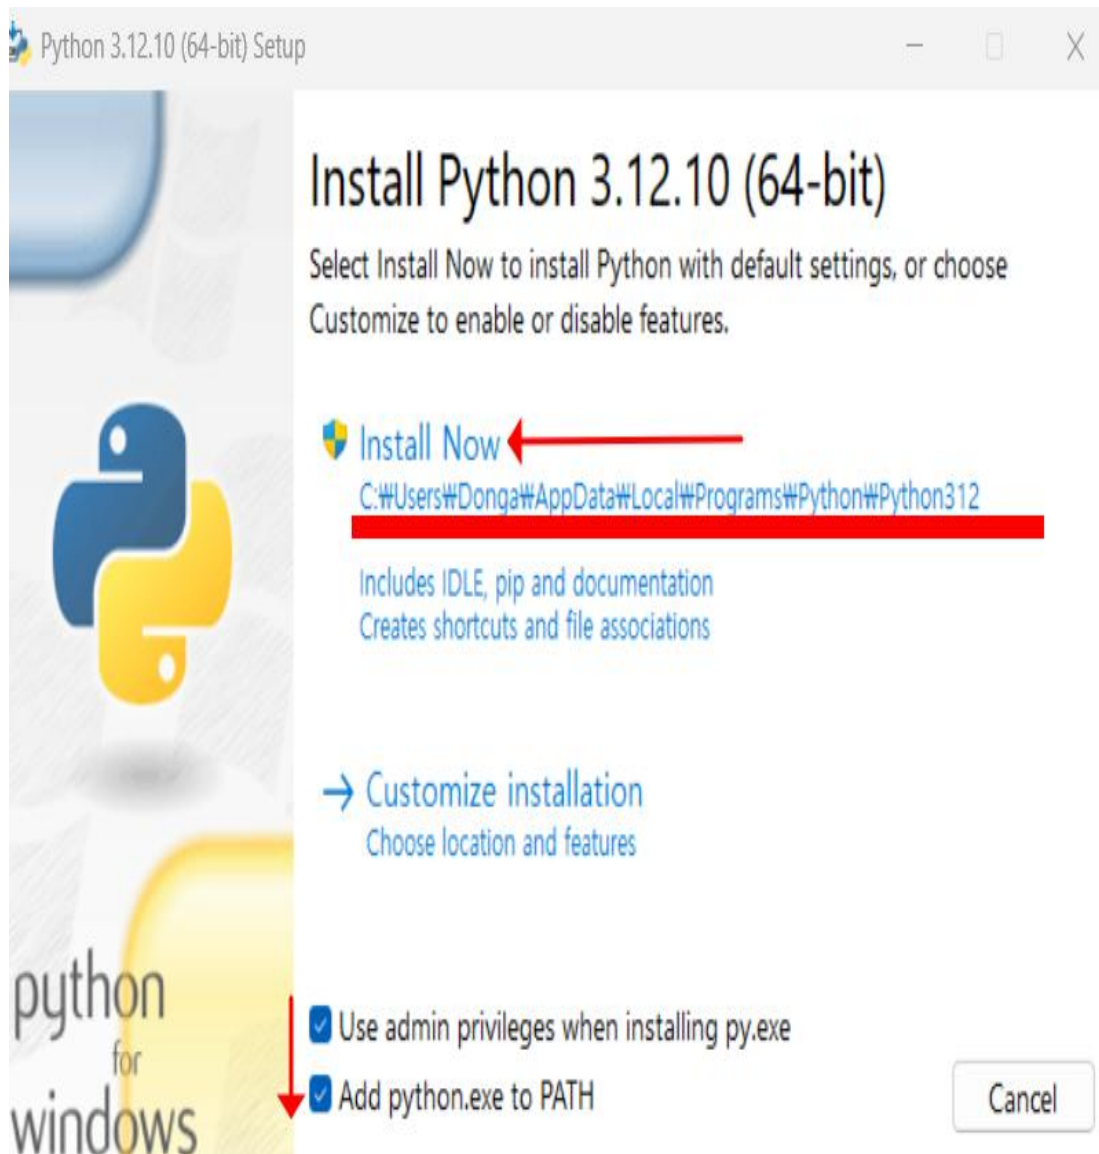 Python 3.12.10 (64-bit) Setup
Install Python 3.12.10 (64-bit)
Select Install Now to install Python with default settings, or choose
Customize to enable or disable features.
Install Now
C:₩Users₩Donga₩AppData₩Local₩Programs₩Python₩Python312
Includes IDLE, pip and documentation
Creates shortcuts and file associations
Customize installation
Choose location and features
python
for
windows
Use admin privileges when installing py.exe
Add python.exe to PATH
Cancel